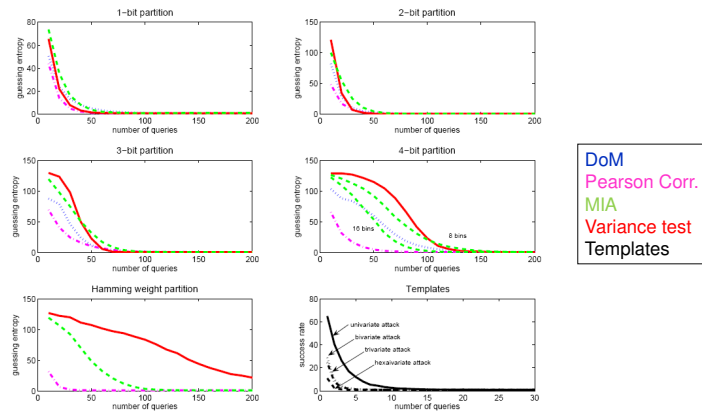 1-bit partition
guessing entropy
80
60
40
20
0
0 50 100 150 200
number of queries
2-bit partition
guessing entropy
150
100
50
0
0 50 100 150 200
number of queries
3-bit partition
guessing entropy
150
100
50
0
0 50 100 150 200
number of queries
4-bit partition
guessing entropy
150
100
50
0
16 bins
8 bins
0 50 100 150 200
number of queries
Hamming weight partition
guessing entropy
150
100
50
0
0 50 100 150 200
number of queries
Templates
success rate
80
60
40
20
0
univariate attack
bivariate attack
trivariate attack
hexaivariate attack
0 5 10 15 20 25 30
number of queries
DoM
Pearson Corr.
MIA
Variance test
Templates